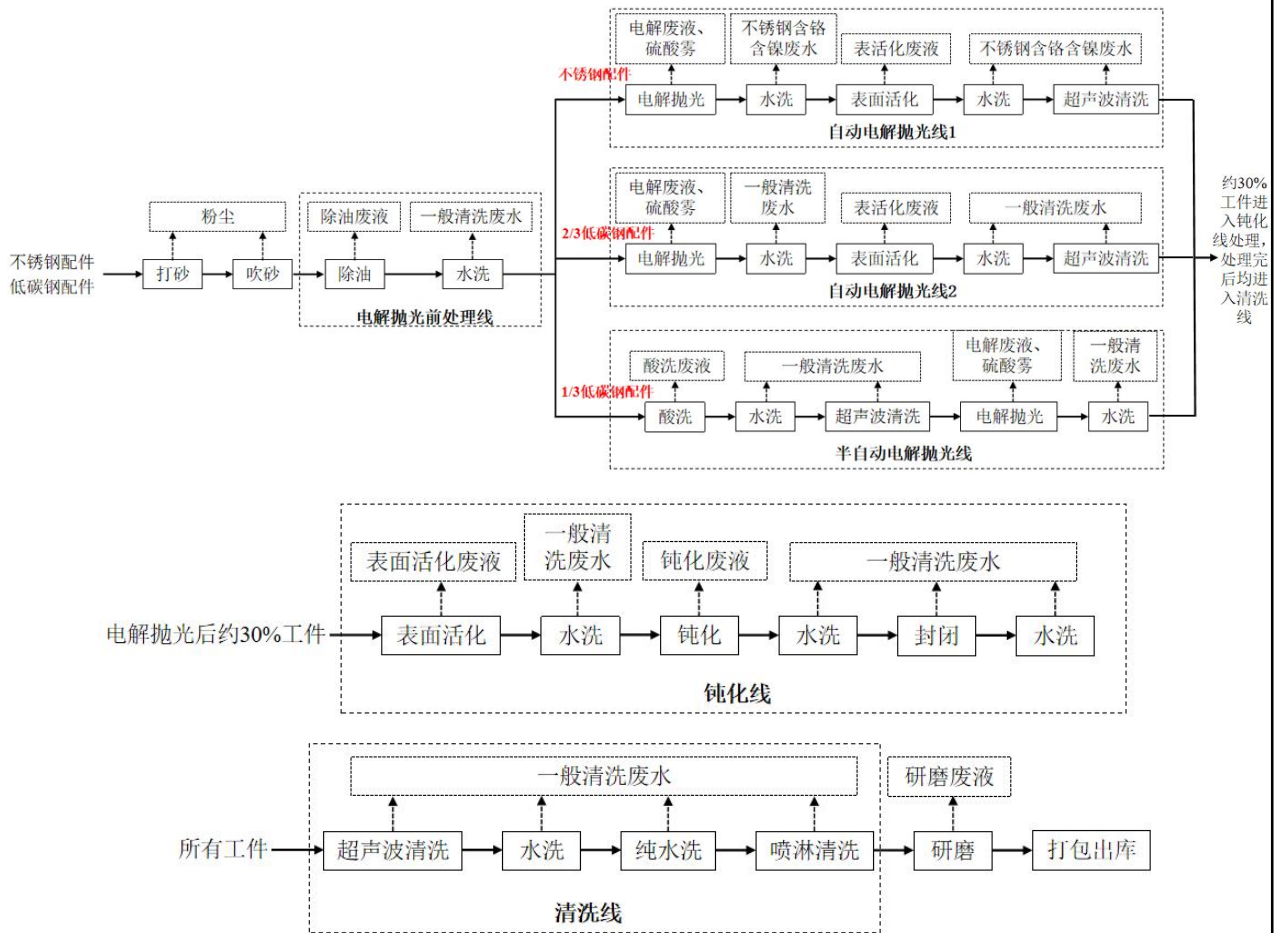 电解废液、
硫酸雾
不锈钢含铬
含镍废水
表活化废液
不锈钢含铬含镍废水
不锈钢配件
电解抛光
水洗
表面活化
水洗
超声波清洗
自动电解抛光线1
粉尘
除油废液
一般清洗废水
电解废液、
硫酸雾
一般清洗
废水
表活化废液
一般清洗废水
2/3低碳钢配件
电解抛光
水洗
表面活化
水洗
超声波清洗
自动电解抛光线2
不锈钢配件
低碳钢配件
打砂
吹砂
除油
水洗
电解抛光前处理线
约30%
工件进
入钝化
线处理，
处理完
后均进
入清洗
线
酸洗废液
一般清洗废水
电解废液、
硫酸雾
一般清
洗废水
1/3低碳钢配件
酸洗
水洗
超声波清洗
电解抛光
水洗
半自动电解抛光线
表面活化废液
一般清
洗废水
钝化废液
一般清洗废水
电解抛光后约30%工件
表面活化
水洗
钝化
水洗
封闭
水洗
钝化线
一般清洗废水
研磨废液
所有工件
超声波清洗
水洗
纯水洗
喷淋清洗
研磨
打包出库
清洗线